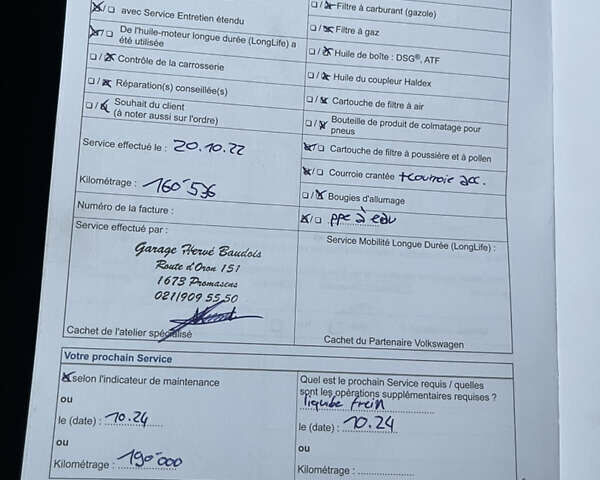 avec Service Entretien étendu
De l'huile-moteur longue durée (LongLife) a
été utilisée
Contrôle de la carrosserie
Réparation(s) conseillée(s)
Souhait du client
(à noter aussi sur l'ordre)
Service effectué le : 20.10.22
Kilométrage : 160'536
Numéro de la facture :
Service effectué par :
Garage Hervé Baudois
Route d'Oron 151
1673 Promasens
021/909 55 50
Cachet de l'atelier spécialisé
Filtre à carburant (gazole)
Filtre à gaz
Huile de boîte : DSG®, ATF
Huile du coupleur Haldex
Cartouche de filtre à air
Bouteille de produit de colmatage pour
pneus
Cartouche de filtre à poussière et à pollen
Courroie crantée +courroie acc.
Bougies d'allumage
ppe à eau
Service Mobilité Longue Durée (LongLife) :
Cachet du Partenaire Volkswagen
Votre prochain Service
selon l'indicateur de maintenance
ou
le (date) : 10.24
ou
Kilométrage : 190'000
Quel est le prochain Service requis / quelles
sont les opérations supplémentaires requises ?
liquide frein
le (date) : 10.24
ou
Kilométrage :